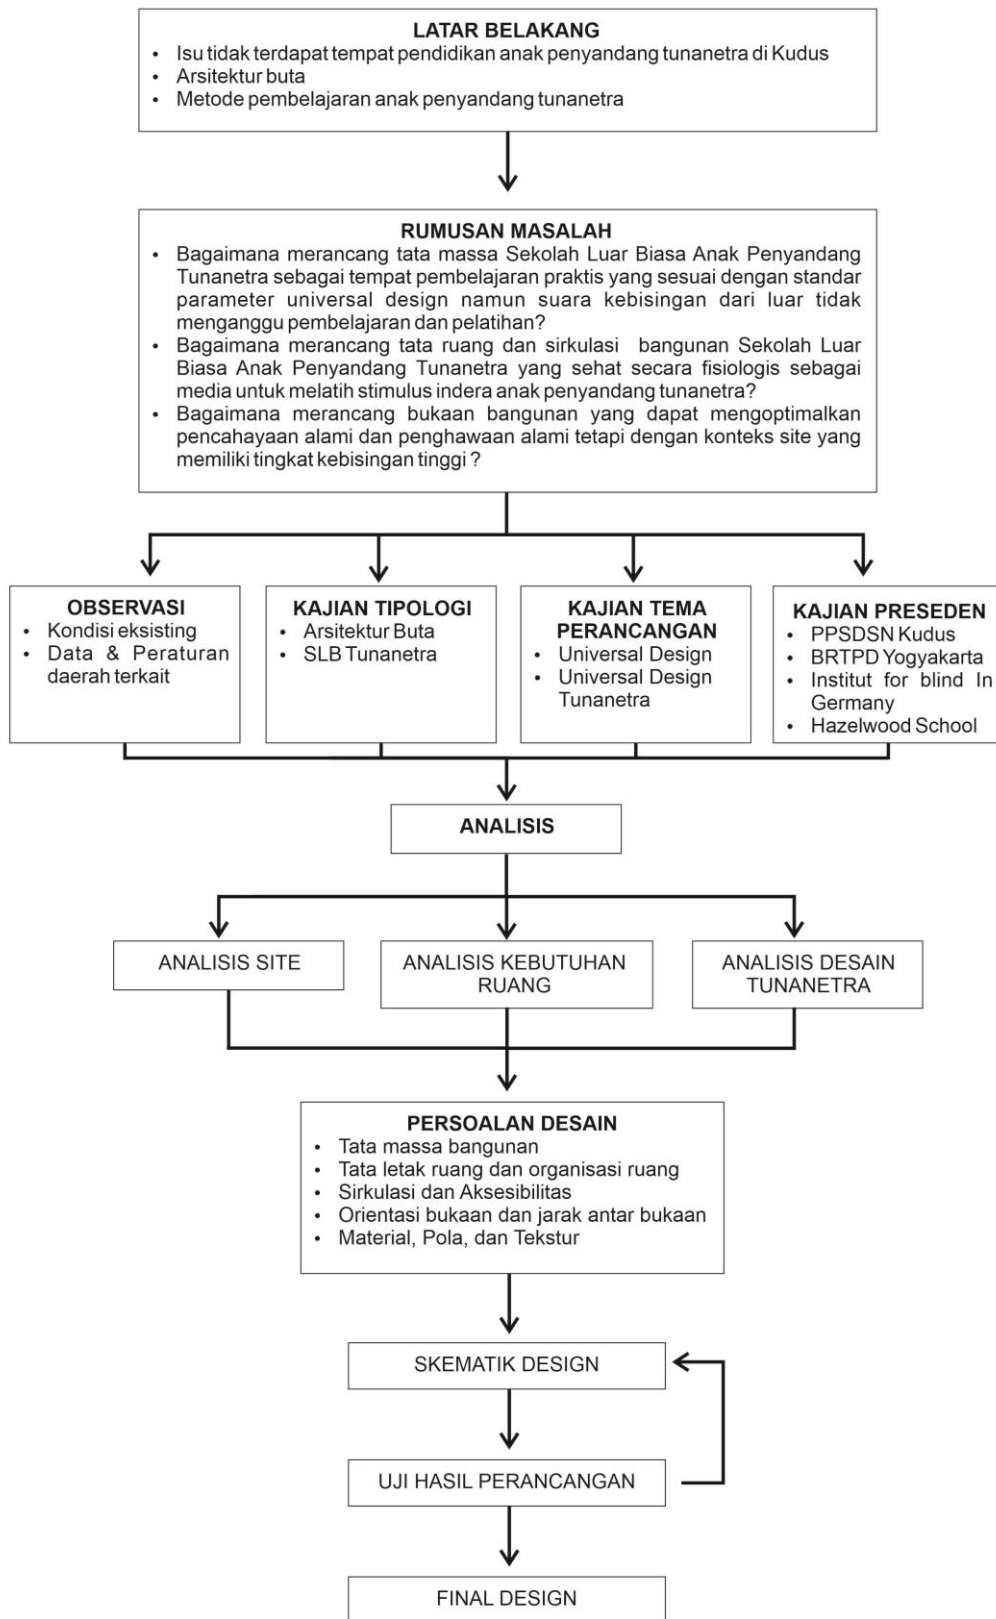 LATAR BELAKANG
• Isu tidak terdapat tempat pendidikan anak penyandang tunanetra di Kudus
• Arsitektur buta
• Metode pembelajaran anak penyandang tunanetra
RUMUSAN MASALAH
• Bagaimana merancang tata massa Sekolah Luar Biasa Anak Penyandang
Tunanetra sebagai tempat pembelajaran praktis yang sesuai dengan standar
parameter universal design namun suara kebisingan dari luar tidak
menganggu pembelajaran dan pelatihan?
• Bagaimana merancang tata ruang dan sirkulasi bangunan Sekolah Luar
Biasa Anak Penyandang Tunanetra yang sehat secara fisiologis sebagai
media untuk melatih stimulus indera anak penyandang tunanetra?
• Bagaimana merancang bukaan bangunan yang dapat mengoptimalkan
pencahayaan alami dan penghawaan alami tetapi dengan konteks site yang
memiliki tingkat kebisingan tinggi ?
OBSERVASI
• Kondisi eksisting
• Data & Peraturan
daerah terkait
KAJIAN TIPOLOGI
• Arsitektur Buta
• SLB Tunanetra
KAJIAN TEMA
PERANCANGAN
• Universal Design
• Universal Design
Tunanetra
KAJIAN PRESEDEN
• PPSDSN Kudus
• BRTPD Yogyakarta
• Institut for blind In
Germany
• Hazelwood School
ANALISIS
ANALISIS SITE
ANALISIS KEBUTUHAN
RUANG
ANALISIS DESAIN
TUNANETRA
PERSOALAN DESAIN
• Tata massa bangunan
• Tata letak ruang dan organisasi ruang
• Sirkulasi dan Aksesibilitas
• Orientasi bukaan dan jarak antar bukaan
• Material, Pola, dan Tekstur
SKEMATIK DESIGN
UJI HASIL PERANCANGAN
FINAL DESIGN